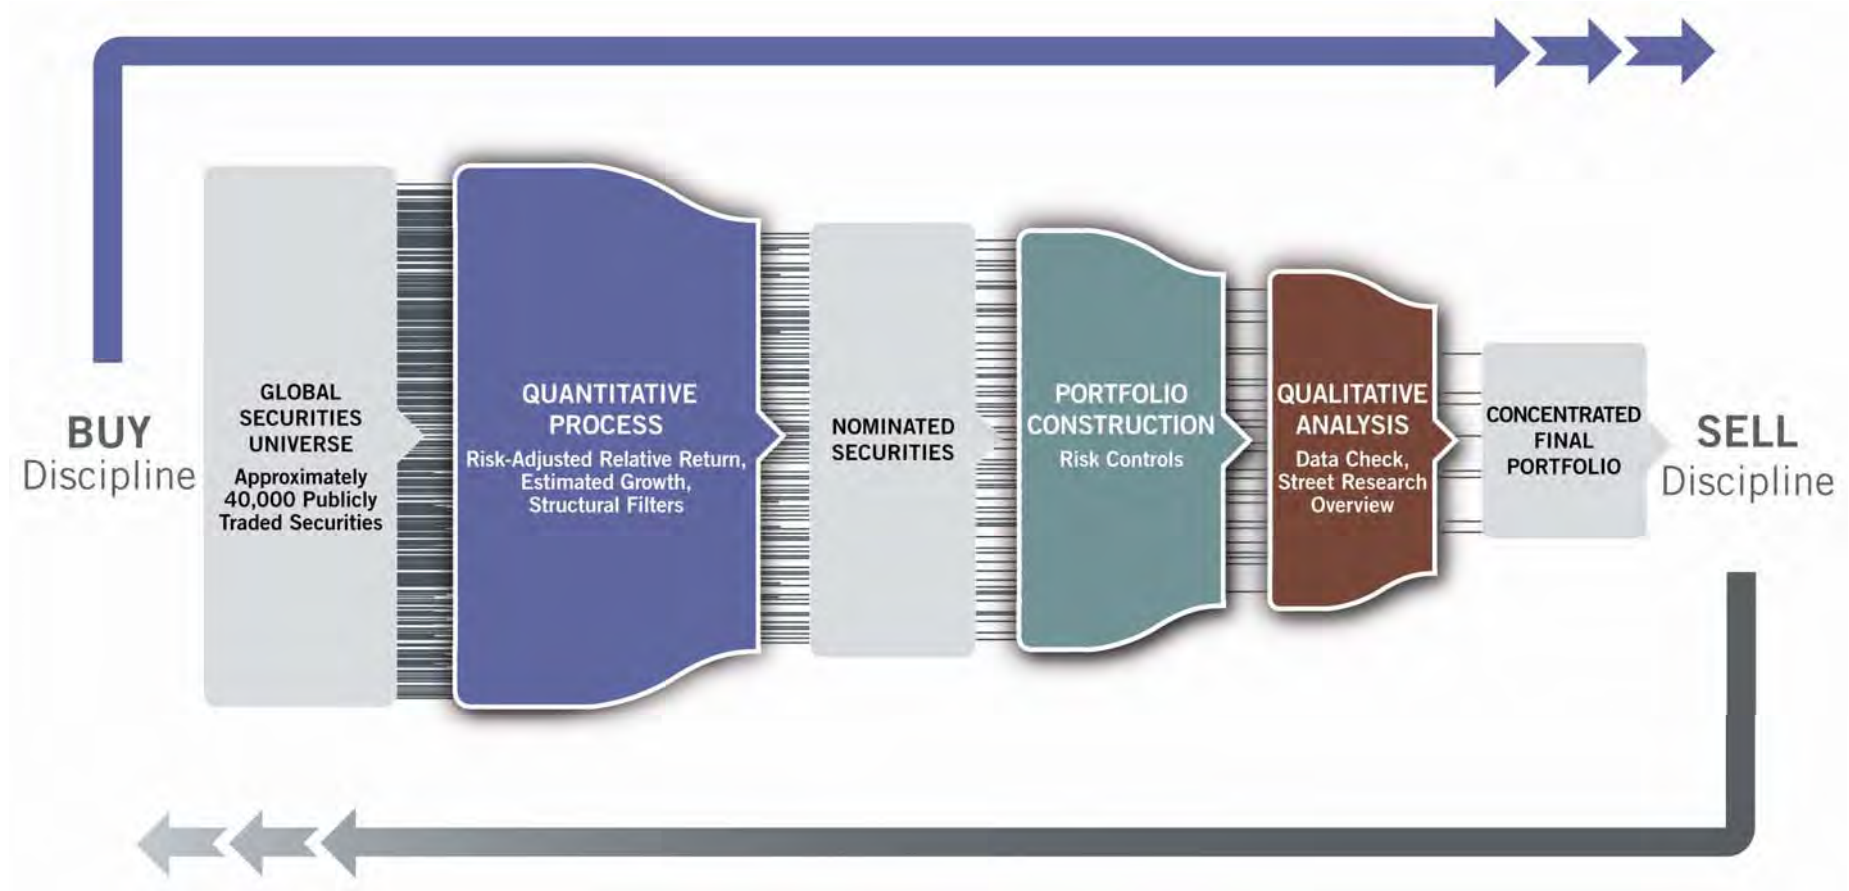 BUY
Discipline
GLOBAL
SECURITIES
UNIVERSE
Approximately
40,000 Publicly
Traded Securities
QUANTITATIVE
PROCESS
Risk-Adjusted Relative Return,
Estimated Growth,
Structural Filters
NOMINATED
SECURITIES
PORTFOLIO
CONSTRUCTION
Risk Controls
QUALITATIVE
ANALYSIS
Data Check,
Street Research
Overview
CONCENTRATED
FINAL
PORTFOLIO
SELL
Discipline